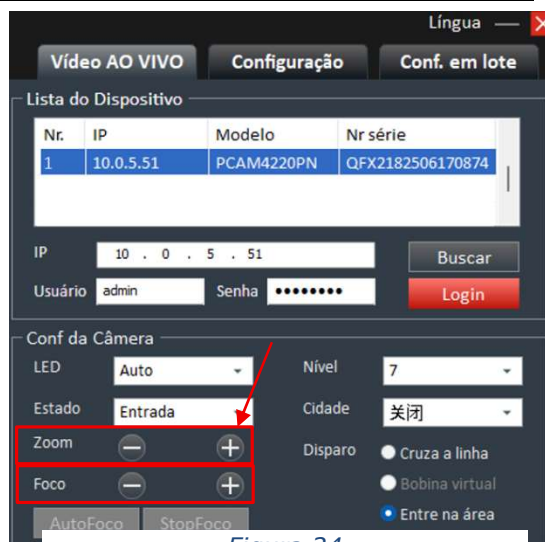 Língua
Vídeo AO VIVO Configuração Conf. em lote
Lista do Dispositivo
Nr. IP Modelo Nr série
1 10.0.5.51 PCAM4220PN QFX2182506170874
IP 10 . 0 . 5 . 51 Buscar
Usuário admin Senha •••••••• Login
Conf da Câmera
LED Auto Nível 7
Estado Entrada Cidade 关闭
Zoom Disparo Cruza a linha
Foco Bobina virtual
AutoFoco StopFoco Entre na área
Figura 34